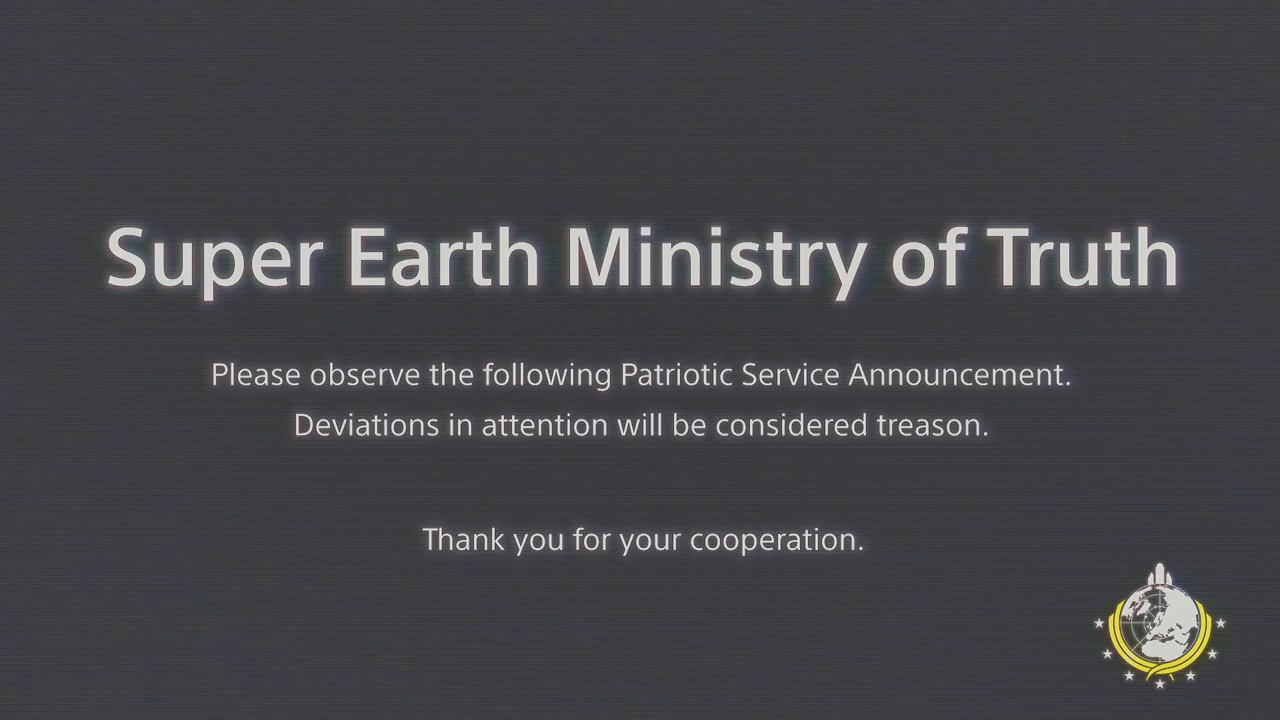 Super Earth Ministry of Truth
Please observe the following Patriotic Service Announcement.
Deviations in attention will be considered treason.
Thank you for your cooperation.